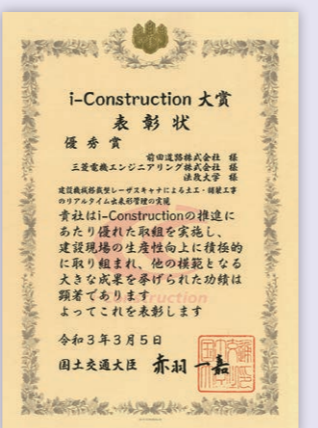 i-Construction 大賞
表彰状
優秀賞
前田道路株式会社 様
三菱電機エンジニアリング株式会社 様
法政大学 様
建設機械搭載型レーザスキャナによる土工・舗装工事
のリアルタイム出来形管理の実現
貴社はi-Constructionの推進に
あたり優れた取組を実施し、
建設現場の生産性向上に積極的
に取り組まれ、他の模範となる
大きな成果を挙げられた功績は
顕著であります
よってこれを表彰します
令和3年3月5日
国土交通大臣 赤羽一嘉